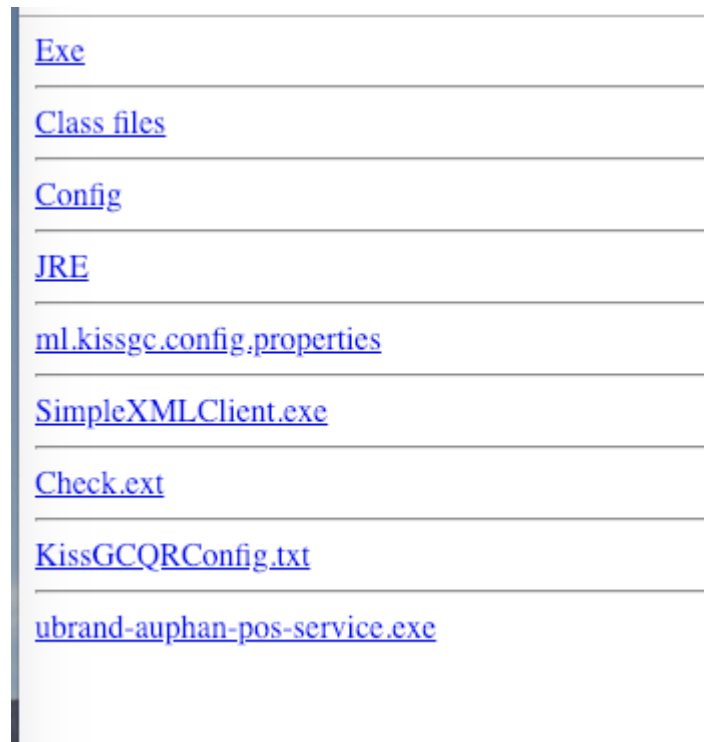 Exe
Class files
Config
JRE
ml.kissgc.config.properties
SimpleXMLClient.exe
Check.ext
KissGCQRConfig.txt
ubrand-auphan-pos-service.exe